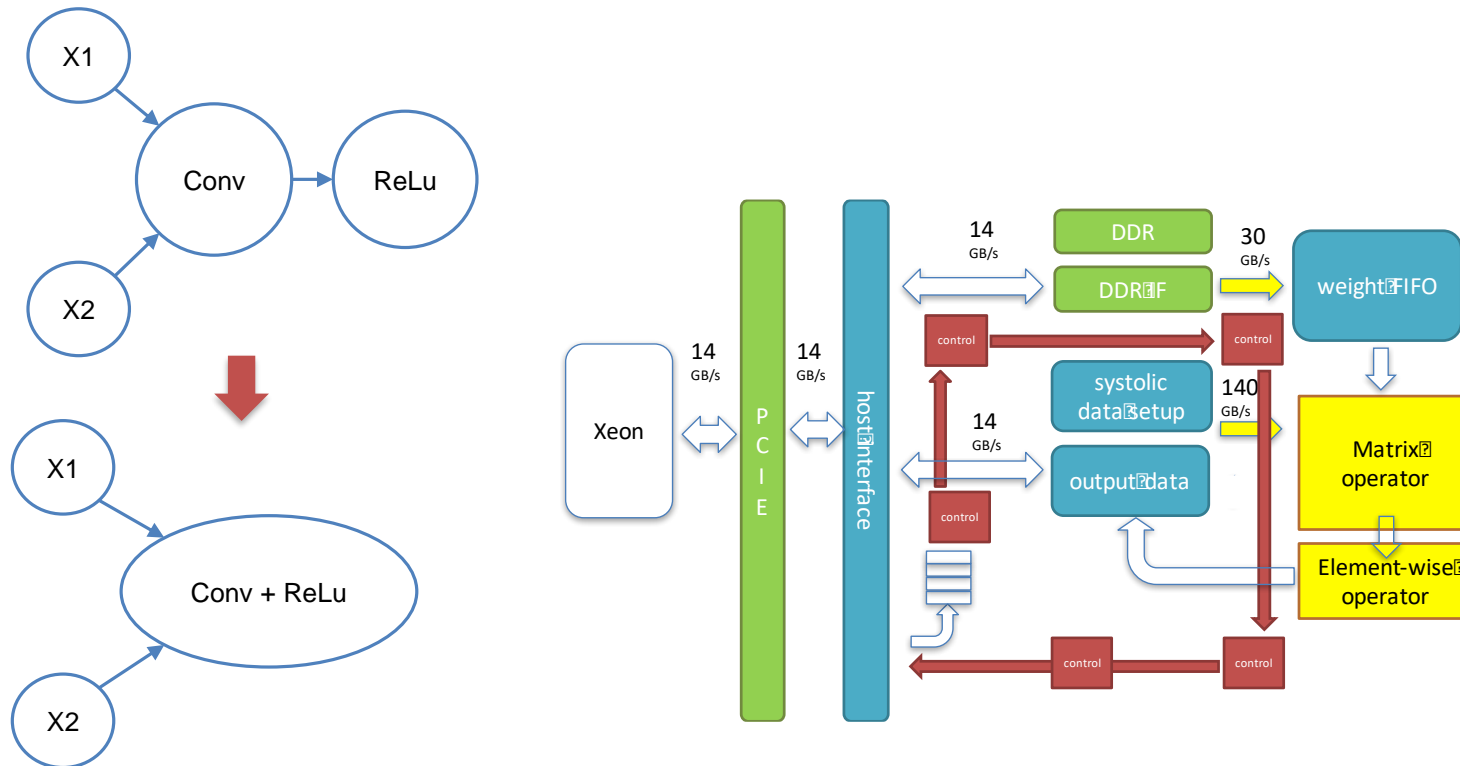 X1
Conv
ReLu
X2
X1
Conv + ReLu
X2
Xeon
14
GB/s
P
C
I
E
14
GB/s
host interface
14
GB/s
DDR
DDR IF
30
GB/s
weight FIFO
control
control
systolic
data setup
140
GB/s
14
GB/s
output data
control
Matrix
operator
Element-wise
operator
control
control